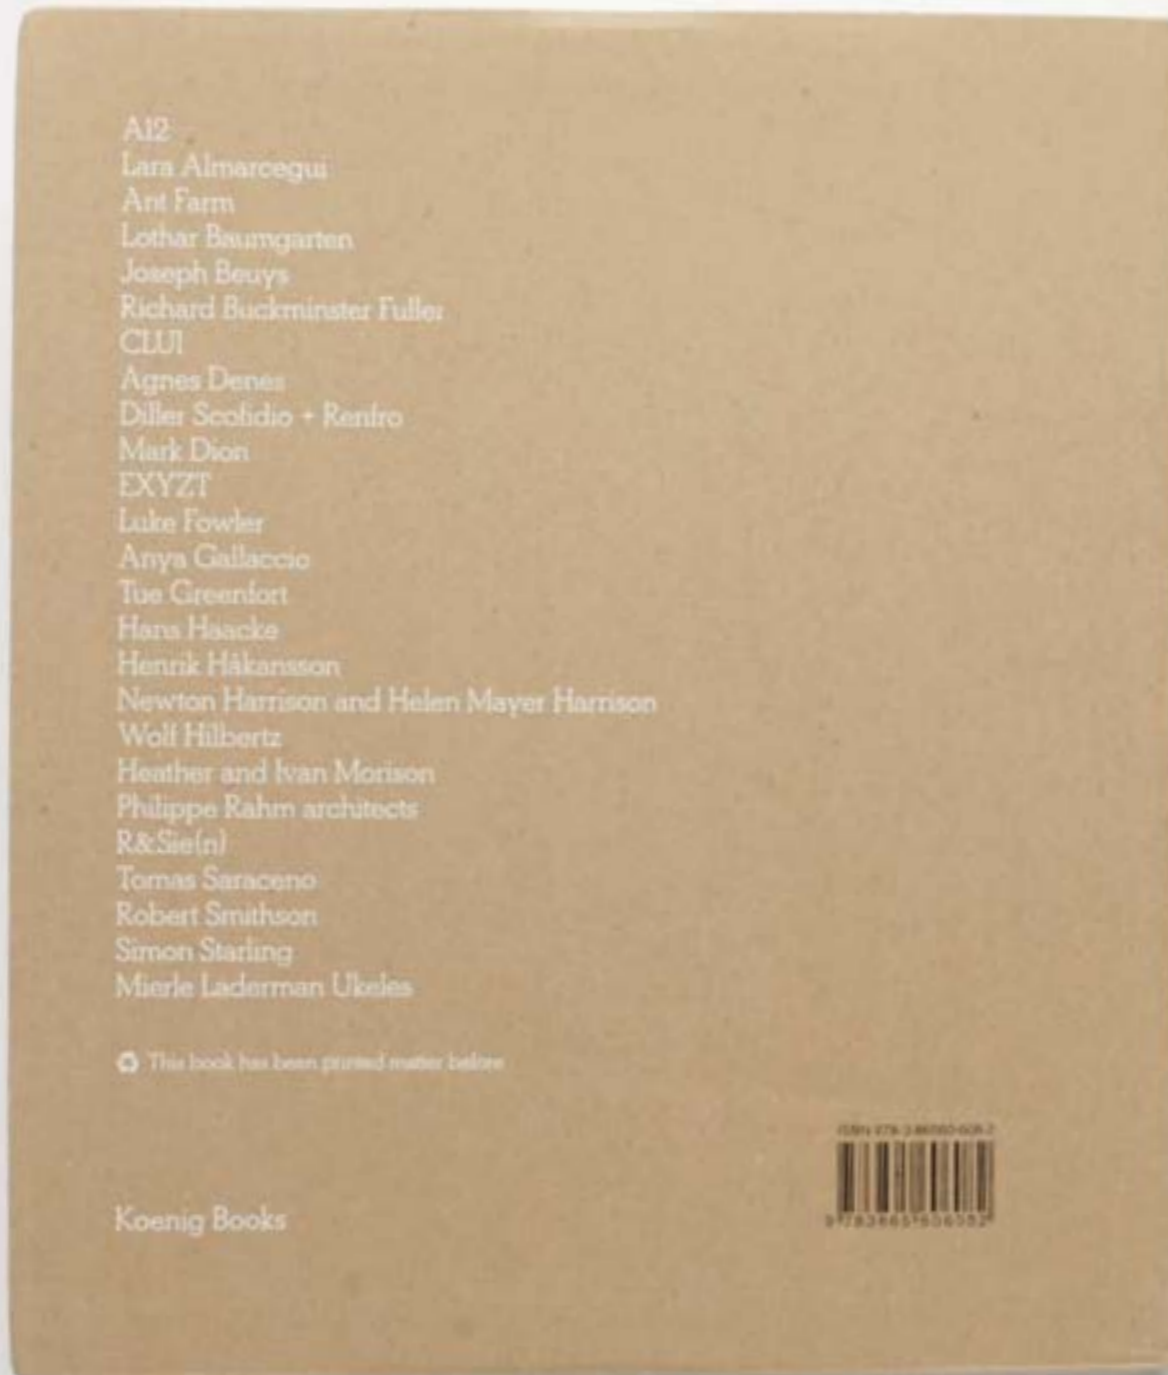 A12
Lara Almarcegui
Ant Farm
Lothar Baumgarten
Joseph Beuys
Richard Buckminster Fuller
CLUI
Agnes Denes
Diller Scofidio + Renfro
Mark Dion
EXYZT
Luke Fowler
Anya Gallaccio
Tue Greenfort
Hans Haacke
Henrik Håkansson
Newton Harrison and Helen Mayer Harrison
Wolf Hilbertz
Heather and Ivan Morison
Philippe Rahm architects
R&Sie(n)
Tomas Saraceno
Robert Smithson
Simon Starling
Mierle Laderman Ukeles
This book has been printed matter before
ISBN
Koenig Books